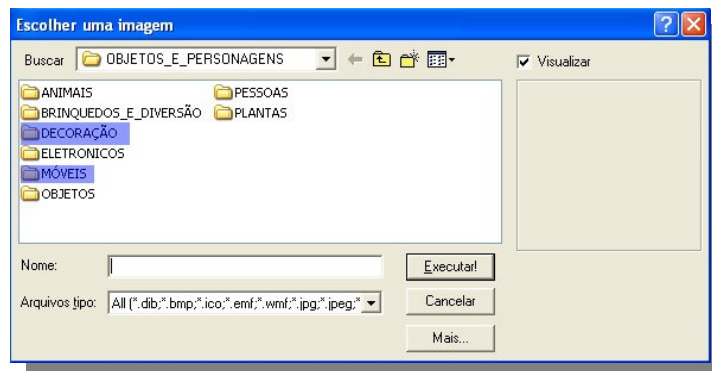 Escolher uma imagem
Buscar OBJETOS_E_PERSONAGENS
Visualizar
ANIMAIS
BRINQUEDOS_E_DIVERSÃO
DECORAÇÃO
ELETRONICOS
MÓVEIS
OBJETOS
PESSOAS
PLANTAS
Nome:
Executar!
Arquivos tipo: All (*.dib;*.bmp;*.ico;*.emf;*.wmf;*.jpg;*.jpeg;*
Cancelar
Mais...